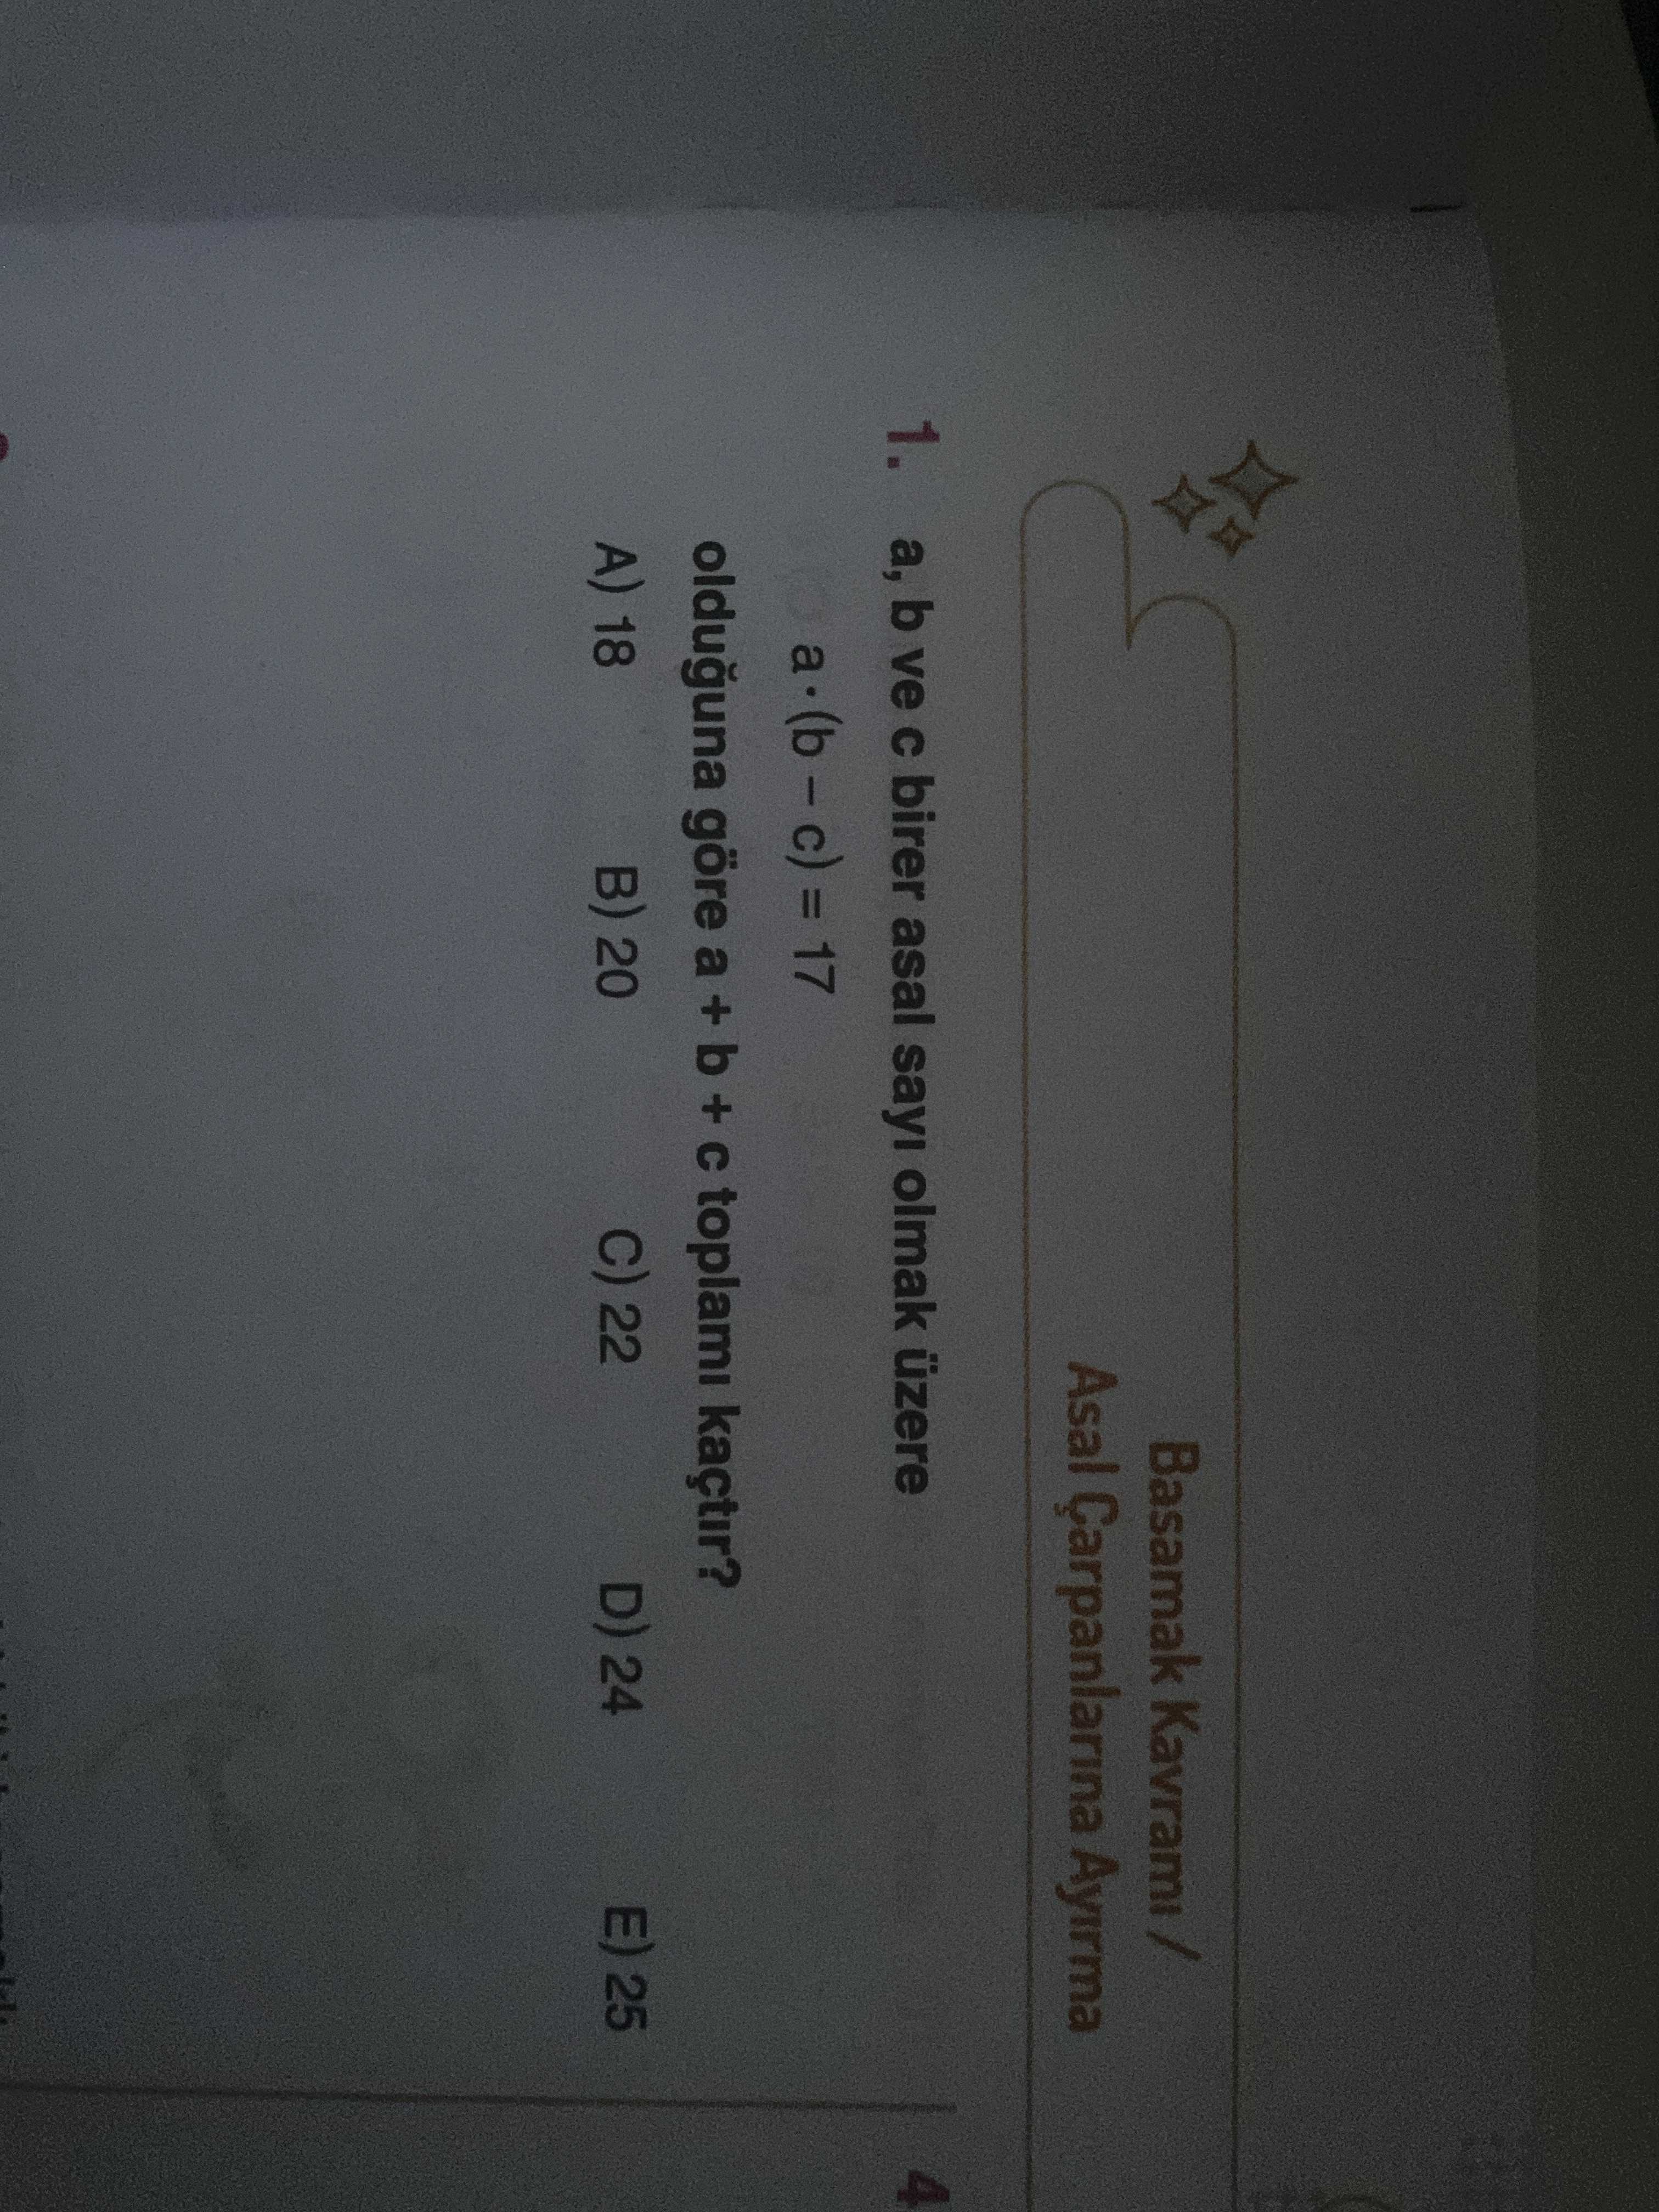 Basamak Kavramı /
Asal Çarpanlarına Ayırma
1. a, b ve c birer asal sayı olmak üzere
a·(b – c) = 17
olduğuna göre a + b + c toplamı kaçtır?
A) 18 B) 20 C) 22 D) 24 E) 25
4